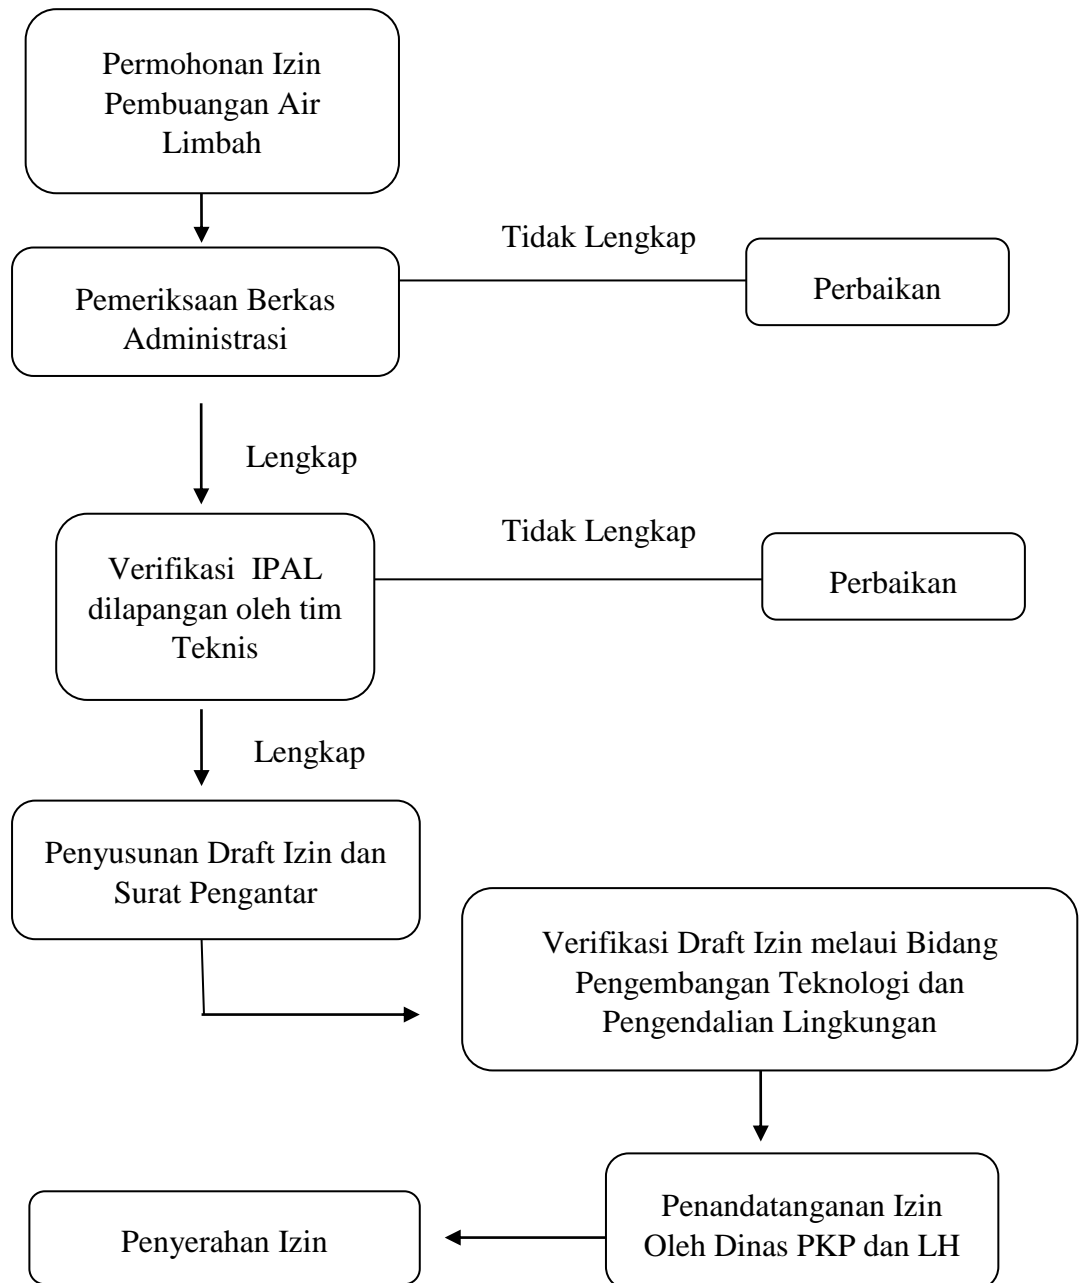 Permohonan Izin
Pembuangan Air
Limbah
Tidak Lengkap
Pemeriksaan Berkas
Administrasi
Perbaikan
Lengkap
Tidak Lengkap
Verifikasi IPAL
dilapangan oleh tim
Teknis
Perbaikan
Lengkap
Penyusunan Draft Izin dan
Surat Pengantar
Verifikasi Draft Izin melaui Bidang
Pengembangan Teknologi dan
Pengendalian Lingkungan
Penandatanganan Izin
Oleh Dinas PKP dan LH
Penyerahan Izin